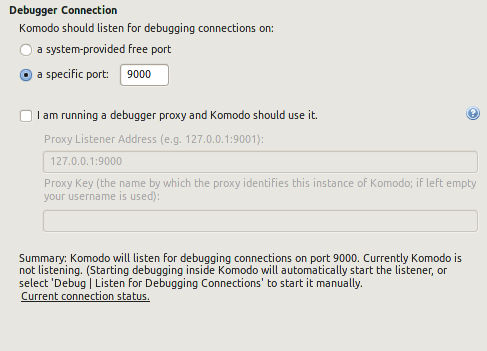 Debugger Connection
Komodo should listen for debugging connections on:
a system-provided free port
a specific port: 9000
I am running a debugger proxy and Komodo should use it.
Proxy Listener Address (e.g. 127.0.0.1:9001):
127.0.0.1:9000
Proxy Key (the name by which the proxy identifies this instance of Komodo; if left empty
your username is used):
Summary: Komodo will listen for debugging connections on port 9000. Currently Komodo is
not listening. (Starting debugging inside Komodo will automatically start the listener, or
select 'Debug | Listen for Debugging Connections' to start it manually.
Current connection status.